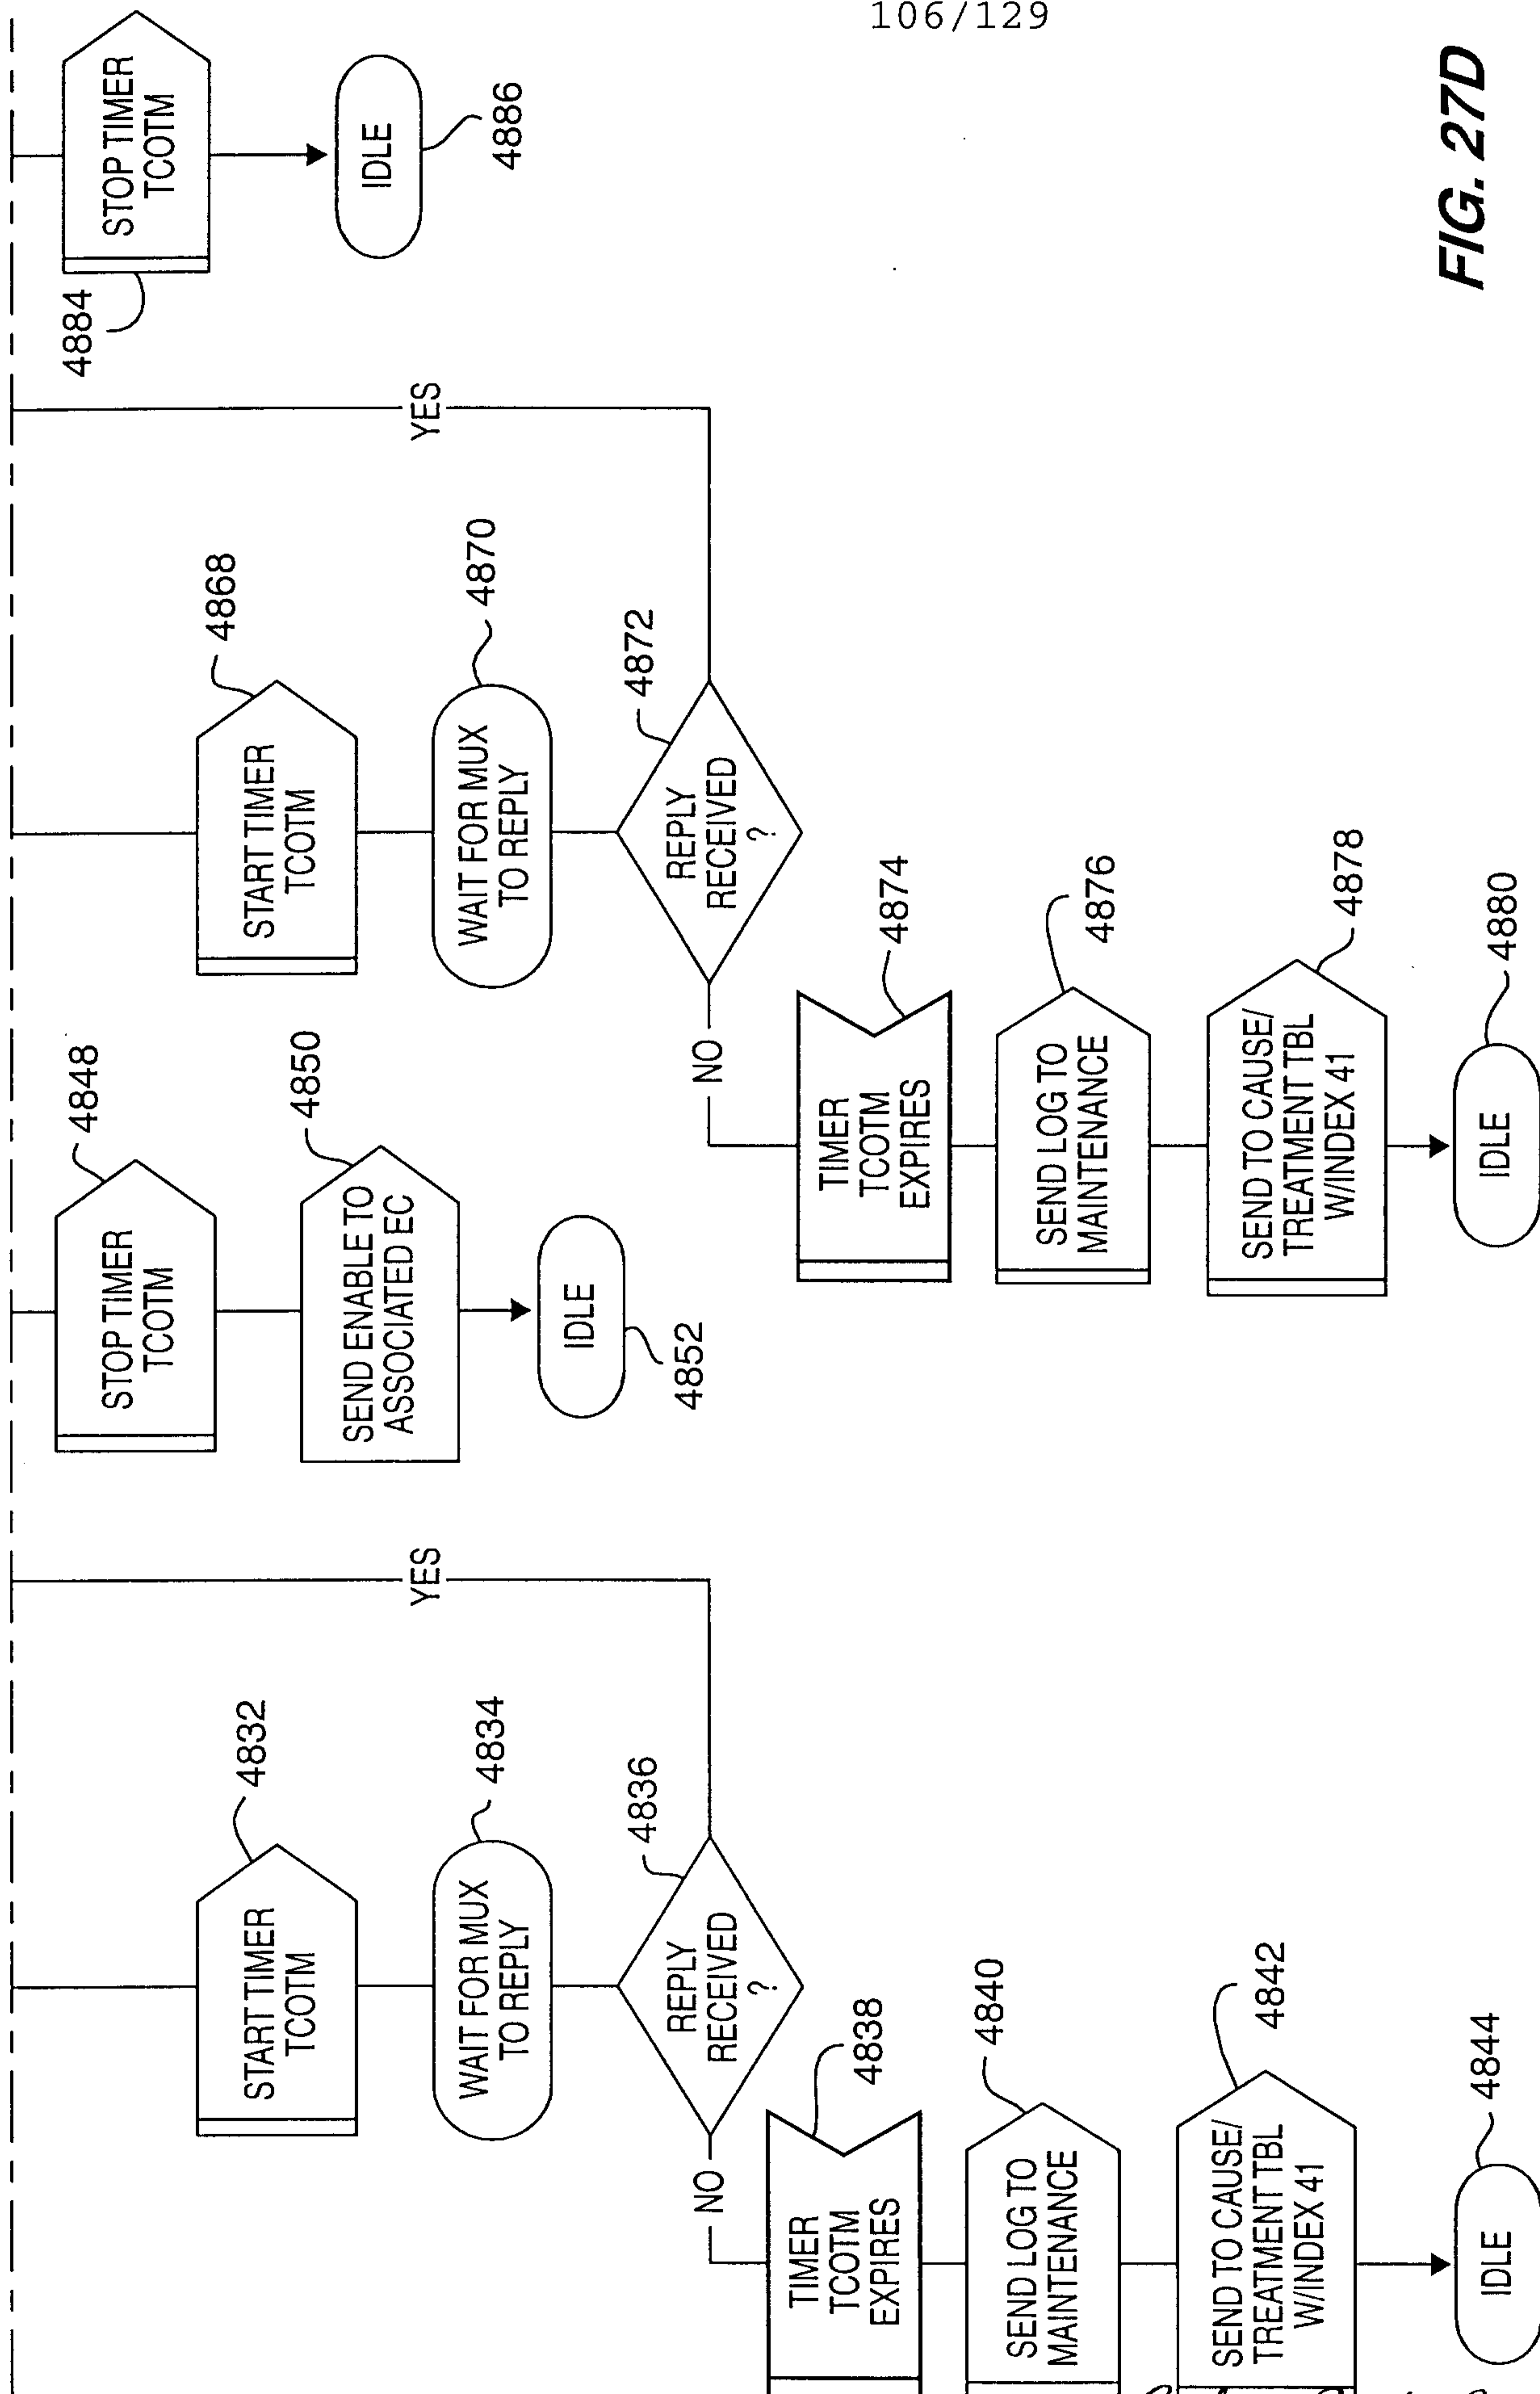 106/129
START TIMER
TCOTM
4832
WAIT FOR MUX
TO REPLY
4834
REPLY
RECEIVED
?
4836
YES
NO
TIMER
TCOTM
EXPIRES
4838
SEND LOG TO
MAINTENANCE
4840
SEND TO CAUSE/
TREATMENT TBL
W/INDEX 41
4842
IDLE
4844
STOP TIMER
TCOTM
4848
SEND ENABLE TO
ASSOCIATED EC
4850
IDLE
4852
START TIMER
TCOTM
4868
WAIT FOR MUX
TO REPLY
4870
REPLY
RECEIVED
?
4872
YES
NO
TIMER
TCOTM
EXPIRES
4874
SEND LOG TO
MAINTENANCE
4876
SEND TO CAUSE/
TREATMENT TBL
W/INDEX 41
4878
IDLE
4880
STOP TIMER
TCOTM
4884
IDLE
4886
FIG. 27D